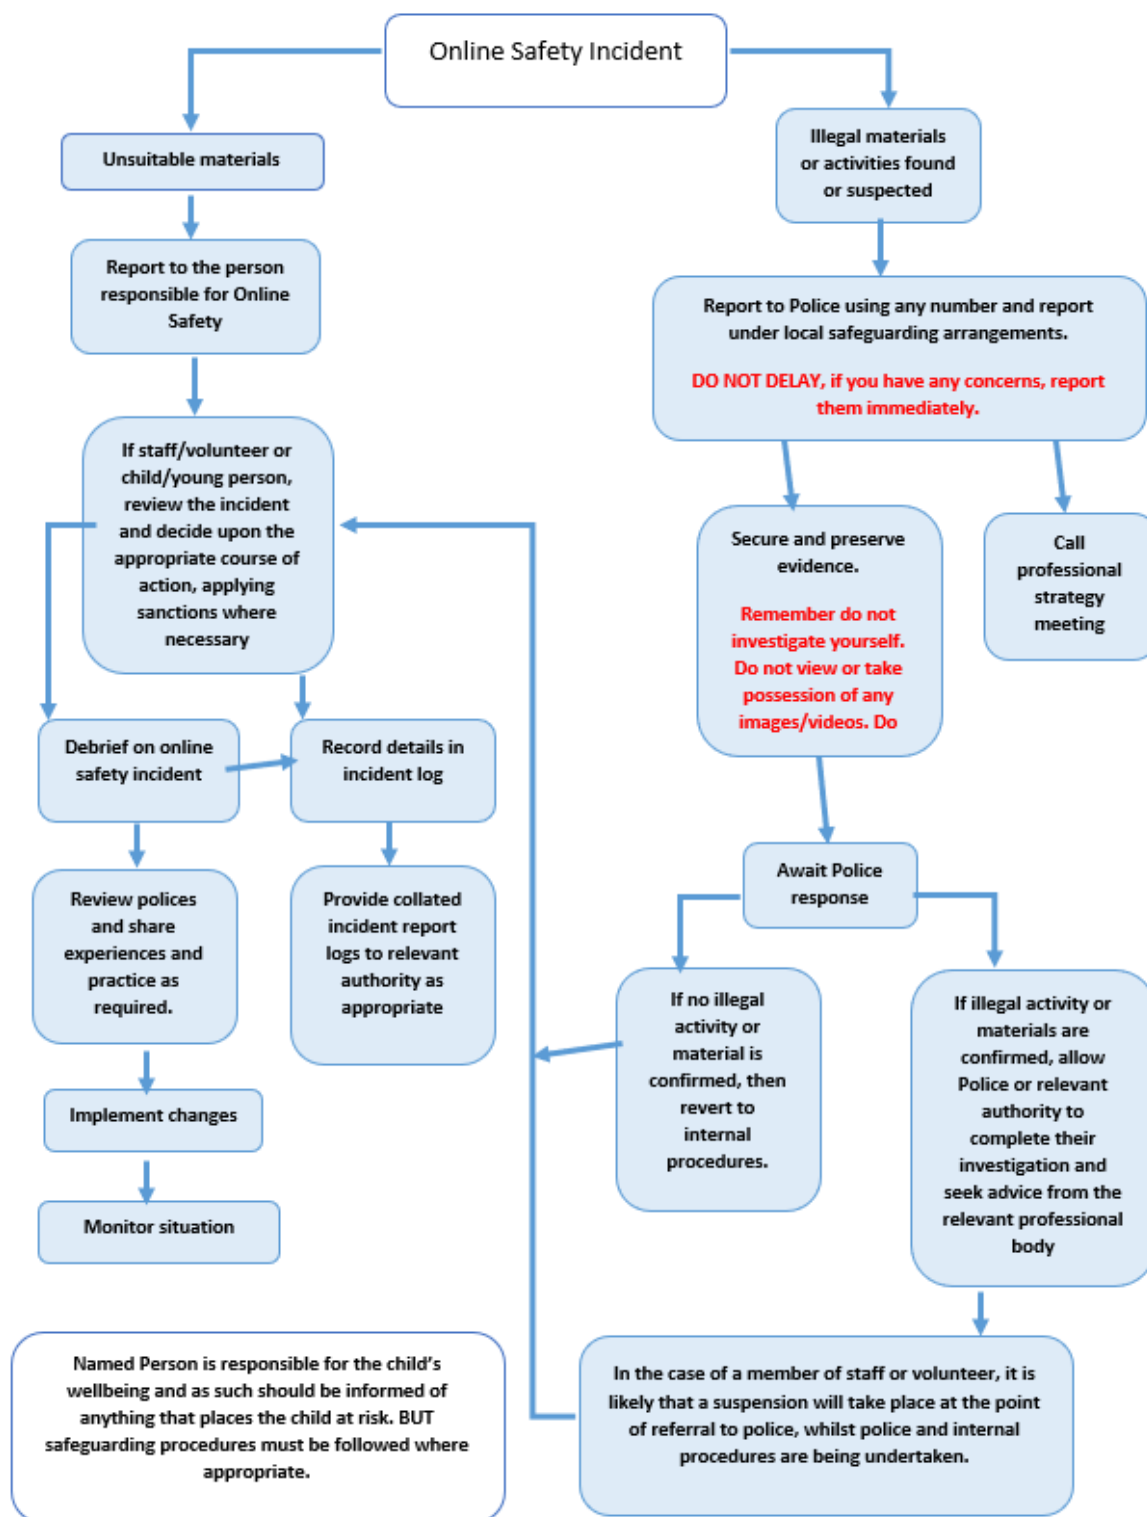 Online Safety Incident
Unsuitable materials
Illegal materials
or activities found
or suspected
Report to the person
responsible for Online
Safety
Report to Police using any number and report
under local safeguarding arrangements.
DO NOT DELAY, if you have any concerns, report
them immediately.
If staff/volunteer or
child/young person,
review the incident
and decide upon the
appropriate course of
action, applying
sanctions where
necessary
Secure and preserve
evidence.
Remember do not
investigate yourself.
Do not view or take
possession of any
images/videos. Do
Call
professional
strategy
meeting
Debrief on online
safety incident
Record details in
incident log
Await Police
response
Review polices
and share
experiences and
practice as
required.
Provide collated
incident report
logs to relevant
authority as
appropriate
If no illegal
activity or
material is
confirmed, then
revert to
internal
procedures.
If illegal activity or
materials are
confirmed, allow
Police or relevant
authority to
complete their
investigation and
seek advice from the
relevant professional
body
Implement changes
Monitor situation
Named Person is responsible for the child’s
wellbeing and as such should be informed of
anything that places the child at risk. BUT
safeguarding procedures must be followed where
appropriate.
In the case of a member of staff or volunteer, it is
likely that a suspension will take place at the point
of referral to police, whilst police and internal
procedures are being undertaken.